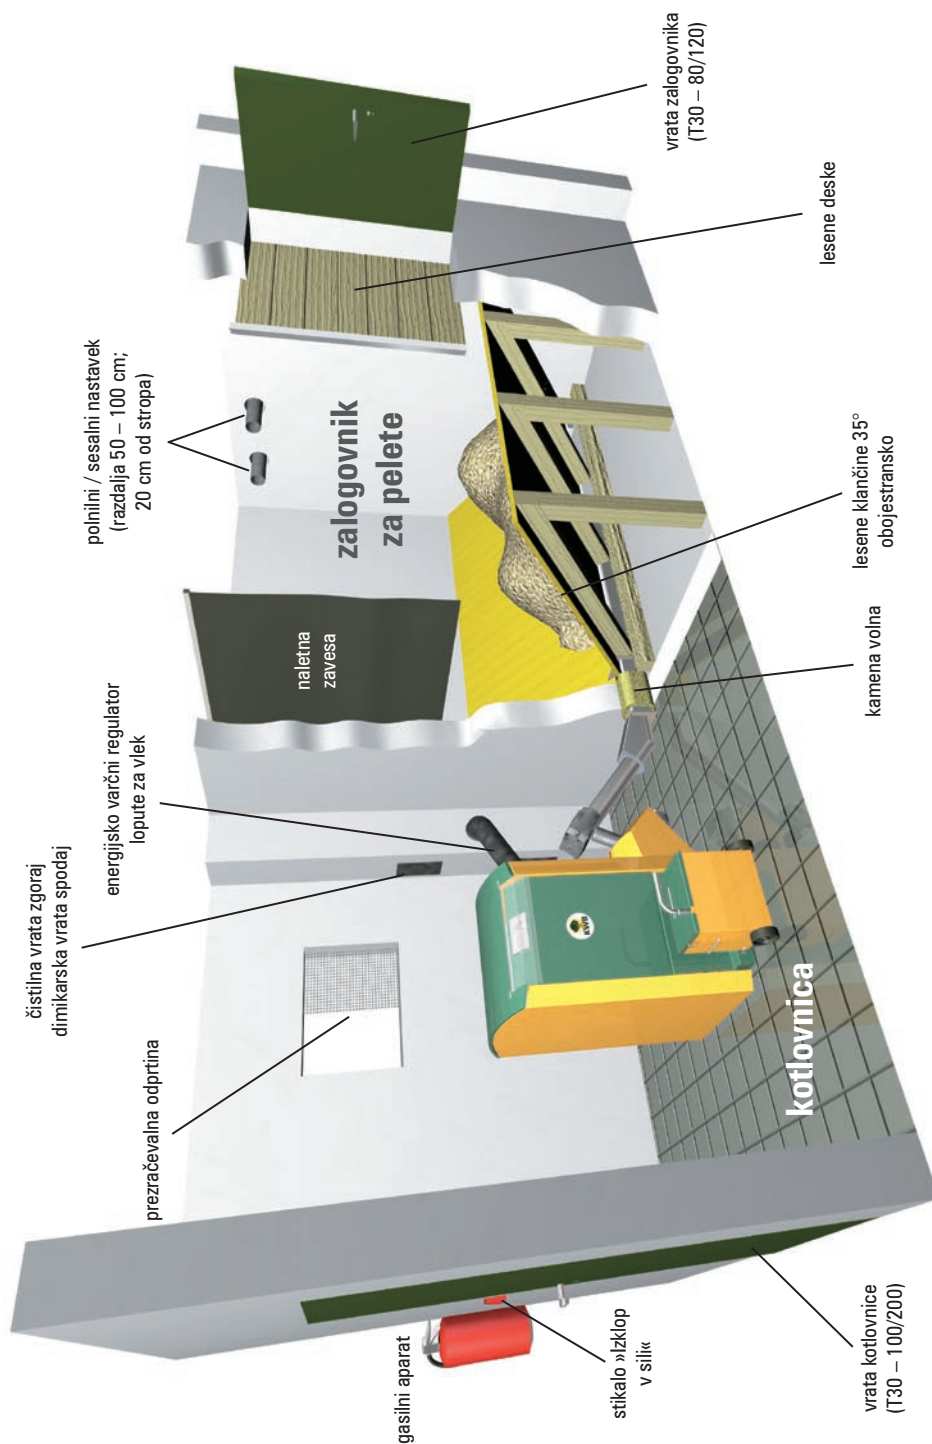 čistilna vrata zgoraj
dimikarska vrata spodaj
energijsko varčni regulator
lopute za vlek
polnilni / sesalni nastavek
(razdalja 50 – 100 cm;
20 cm od stropa)
prezračevalna odprtina
naletna
zavesa
zalogovnik
za pelete
vrata zalogovnika
(T30 – 80/120)
lesene deske
lesene klančine 35°
obojestransko
kamena volna
KWB
kotlovnica
gasilni aparat
stikalo »Izklop
v sili«
vrata kotlovnice
(T30 – 100/200)